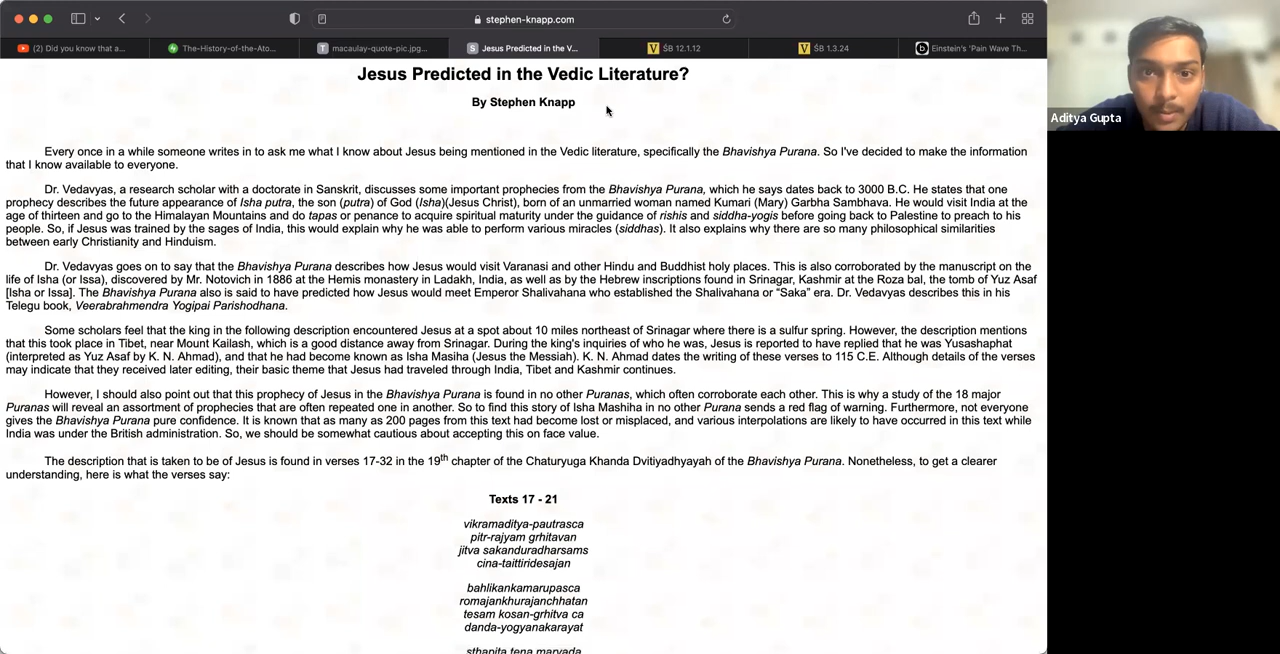 stephen-knapp.com
(2) Did you know that a...
The-History-of-the-Ato...
T macaulay-quote-pic.jpg...
S Jesus Predicted in the V...
V ŚB 12.1.12
V ŚB 1.3.24
b Einstein's 'Pain Wave Th...
Jesus Predicted in the Vedic Literature?
By Stephen Knapp
Aditya Gupta
Every once in a while someone writes in to ask me what I know about Jesus being mentioned in the Vedic literature, specifically the Bhavishya Purana. So I've decided to make the information
that I know available to everyone.
Dr. Vedavyas, a research scholar with a doctorate in Sanskrit, discusses some important prophecies from the Bhavishya Purana, which he says dates back to 3000 B.C. He states that one
prophecy describes the future appearance of Isha putra, the son (putra) of God (Isha)(Jesus Christ), born of an unmarried woman named Kumari (Mary) Garbha Sambhava. He would visit India at the
age of thirteen and go to the Himalayan Mountains and do tapas or penance to acquire spiritual maturity under the guidance of rishis and siddha-yogis before going back to Palestine to preach to his
people. So, if Jesus was trained by the sages of India, this would explain why he was able to perform various miracles (siddhas). It also explains why there are so many philosophical similarities
between early Christianity and Hinduism.
Dr. Vedavyas goes on to say that the Bhavishya Purana describes how Jesus would visit Varanasi and other Hindu and Buddhist holy places. This is also corroborated by the manuscript on the
life of Isha (or Issa), discovered by Mr. Notovich in 1886 at the Hemis monastery in Ladakh, India, as well as by the Hebrew inscriptions found in Srinagar, Kashmir at the Roza bal, the tomb of Yuz Asaf
[Isha or Issa]. The Bhavishya Purana also is said to have predicted how Jesus would meet Emperor Shalivahana who established the Shalivahana or “Saka” era. Dr. Vedavyas describes this in his
Telegu book, Veerabrahmendra Yogipai Parishodhana.
Some scholars feel that the king in the following description encountered Jesus at a spot about 10 miles northeast of Srinagar where there is a sulfur spring. However, the description mentions
that this took place in Tibet, near Mount Kailash, which is a good distance away from Srinagar. During the king's inquiries of who he was, Jesus is reported to have replied that he was Yusashaphat
(interpreted as Yuz Asaf by K. N. Ahmad), and that he had become known as Isha Masiha (Jesus the Messiah). K. N. Ahmad dates the writing of these verses to 115 C.E. Although details of the verses
may indicate that they received later editing, their basic theme that Jesus had traveled through India, Tibet and Kashmir continues.
However, I should also point out that this prophecy of Jesus in the Bhavishya Purana is found in no other Puranas, which often corroborate each other. This is why a study of the 18 major
Puranas will reveal an assortment of prophecies that are often repeated one in another. So to find this story of Isha Mashiha in no other Purana sends a red flag of warning. Furthermore, not everyone
gives the Bhavishya Purana pure confidence. It is known that as many as 200 pages from this text had become lost or misplaced, and various interpolations are likely to have occurred in this text while
India was under the British administration. So, we should be somewhat cautious about accepting this on face value.
The description that is taken to be of Jesus is found in verses 17-32 in the 19th chapter of the Chaturyuga Khanda Dvitiyadhyayah of the Bhavishya Purana. Nonetheless, to get a clearer
understanding, here is what the verses say:
Texts 17 - 21
vikramaditya-pautrasca
pitr-rajyam grhitavan
jitva sakanduradharsams
cina-taittiridesajan
bahlikankamarupasca
romajankhurajanchhatan
tesam kosan-grhitva ca
danda-yogyanakarayat
sthapita tena maryada